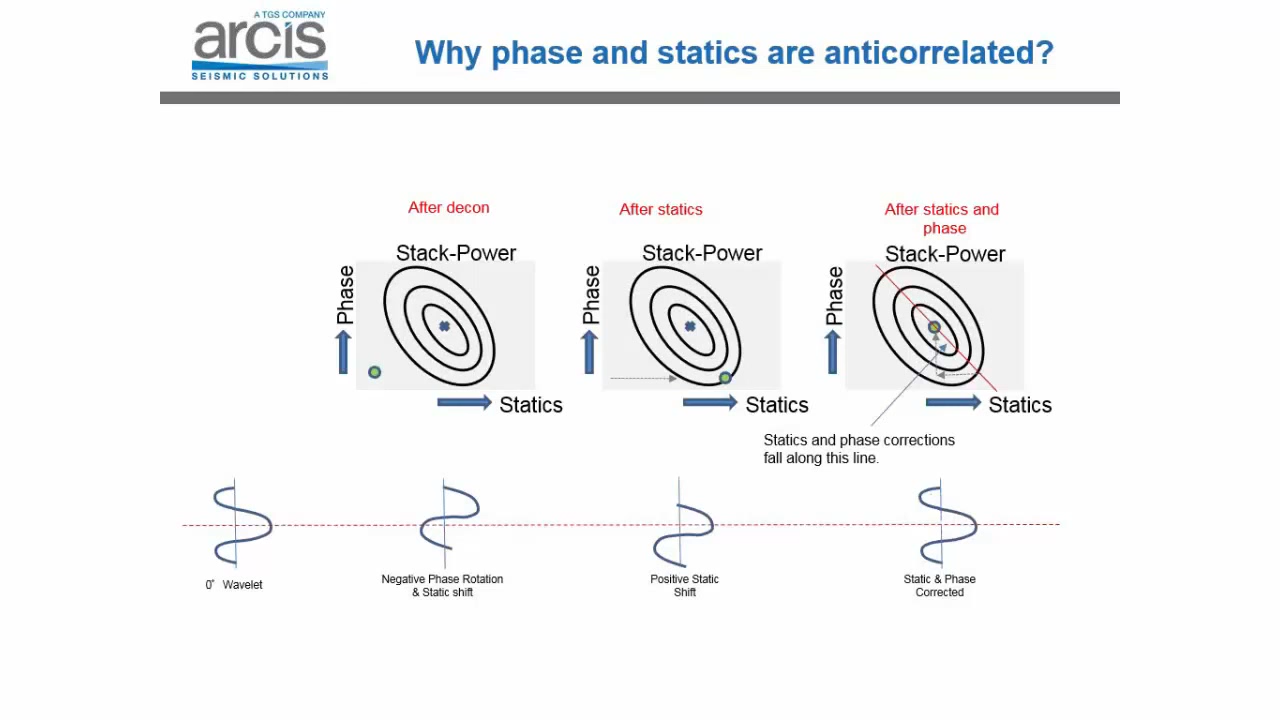 A TGS COMPANY
arcis
SEISMIC SOLUTIONS
Why phase and statics are anticorrelated?
After decon
Stack-Power
Phase
Statics
After statics
Stack-Power
Phase
Statics
After statics and
phase
Stack-Power
Phase
Statics
Statics and phase corrections
fall along this line.
0° Wavelet
Negative Phase Rotation
& Static shift
Positive Static
Shift
Static & Phase
Corrected